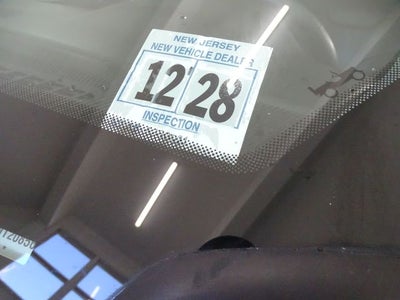 NEW JERSEY
NEW VEHICLE DEALER
12 28
INSPECTION